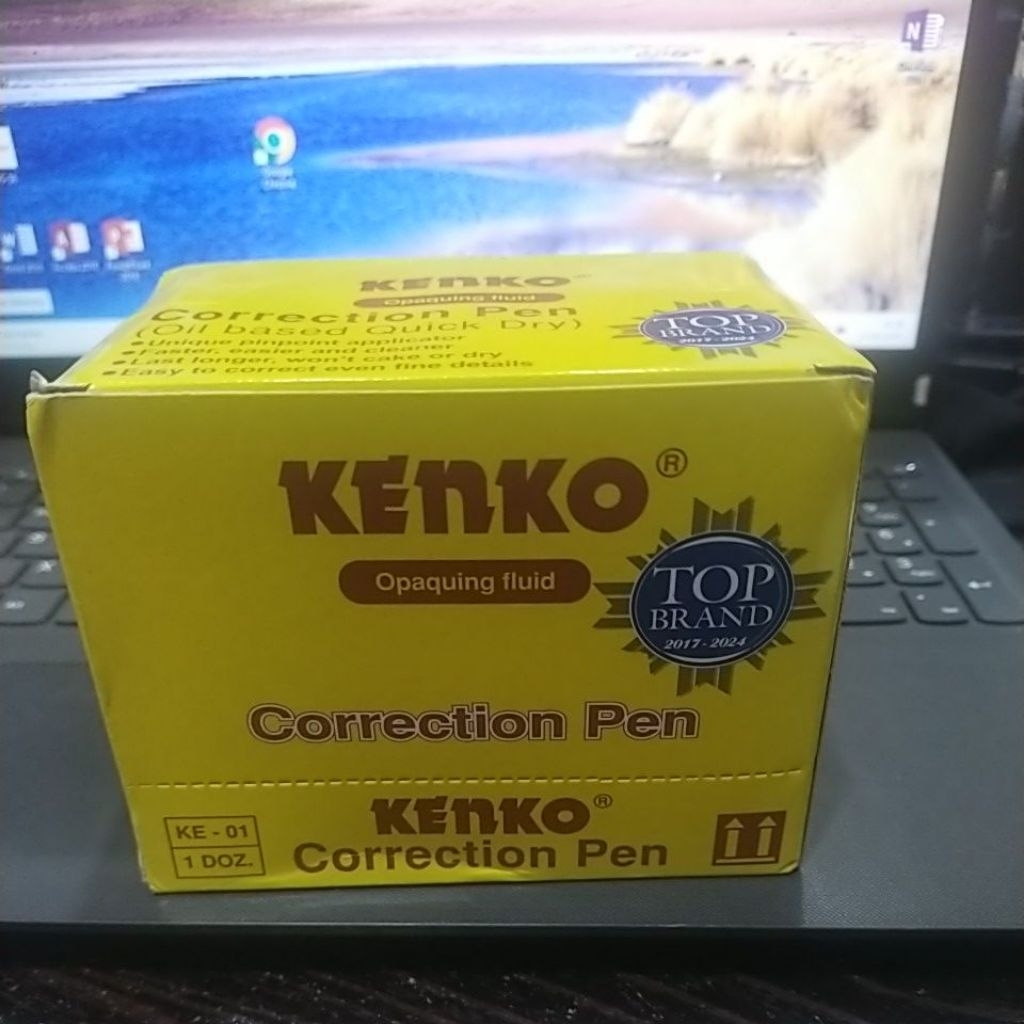 KENKO
Opaquing fluid
Correction Pen
(Oil based Quick Dry)
•Unique pinpoint applicator
•Faster, easier and cleaner
•Last longer, won't cake or dry
•Easy to correct even fine details
TOP
BRAND
2017-2024
KENKO®
Opaquing fluid
TOP
BRAND
2017-2024
Correction Pen
KENKO®
Correction Pen
KE - 01
1 DOZ.